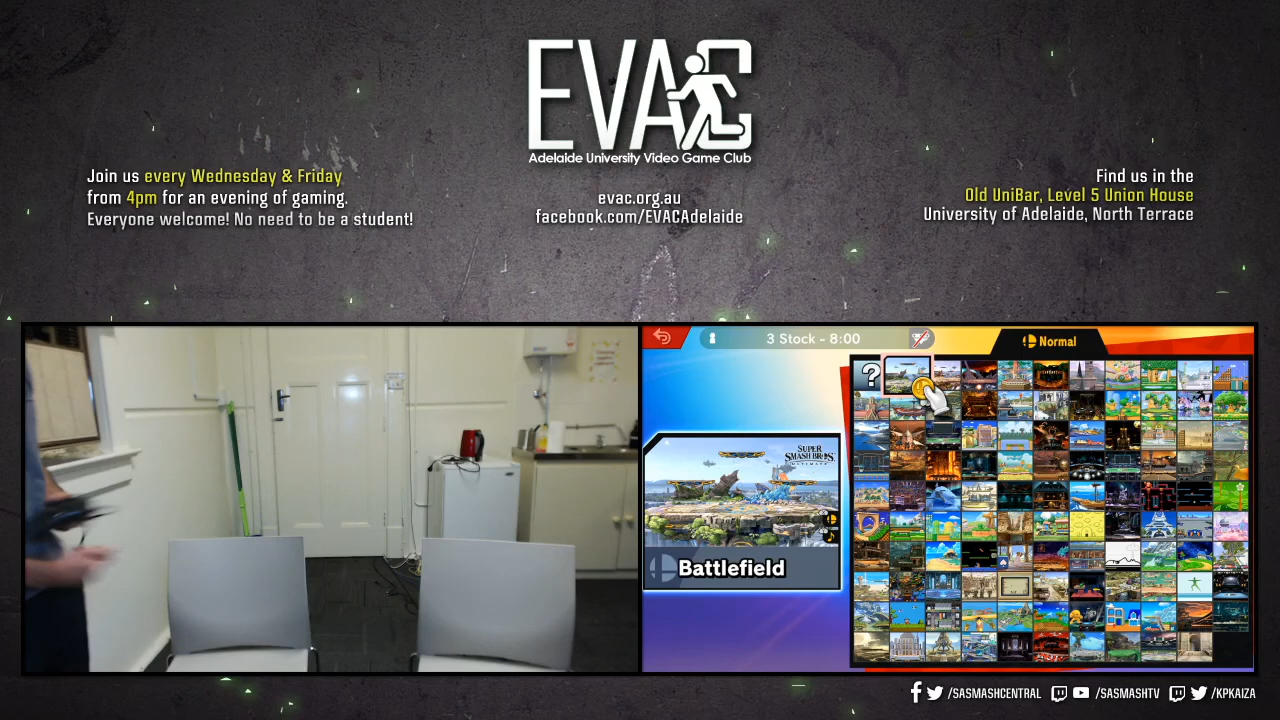 EVAC
Adelaide University Video Game Club
Join us every Wednesday & Friday
from 4pm for an evening of gaming.
Everyone welcome! No need to be a student!
evac.org.au
facebook.com/EVACAdelaide
Find us in the
Old UniBar, Level 5 Union House
University of Adelaide, North Terrace
3 Stock - 8:00
Normal
?
SUPER
SMASH BROS.
ULTIMATE
Battlefield
/SASMASHCENTRAL
/SASMASHTV
/KPKAIZA